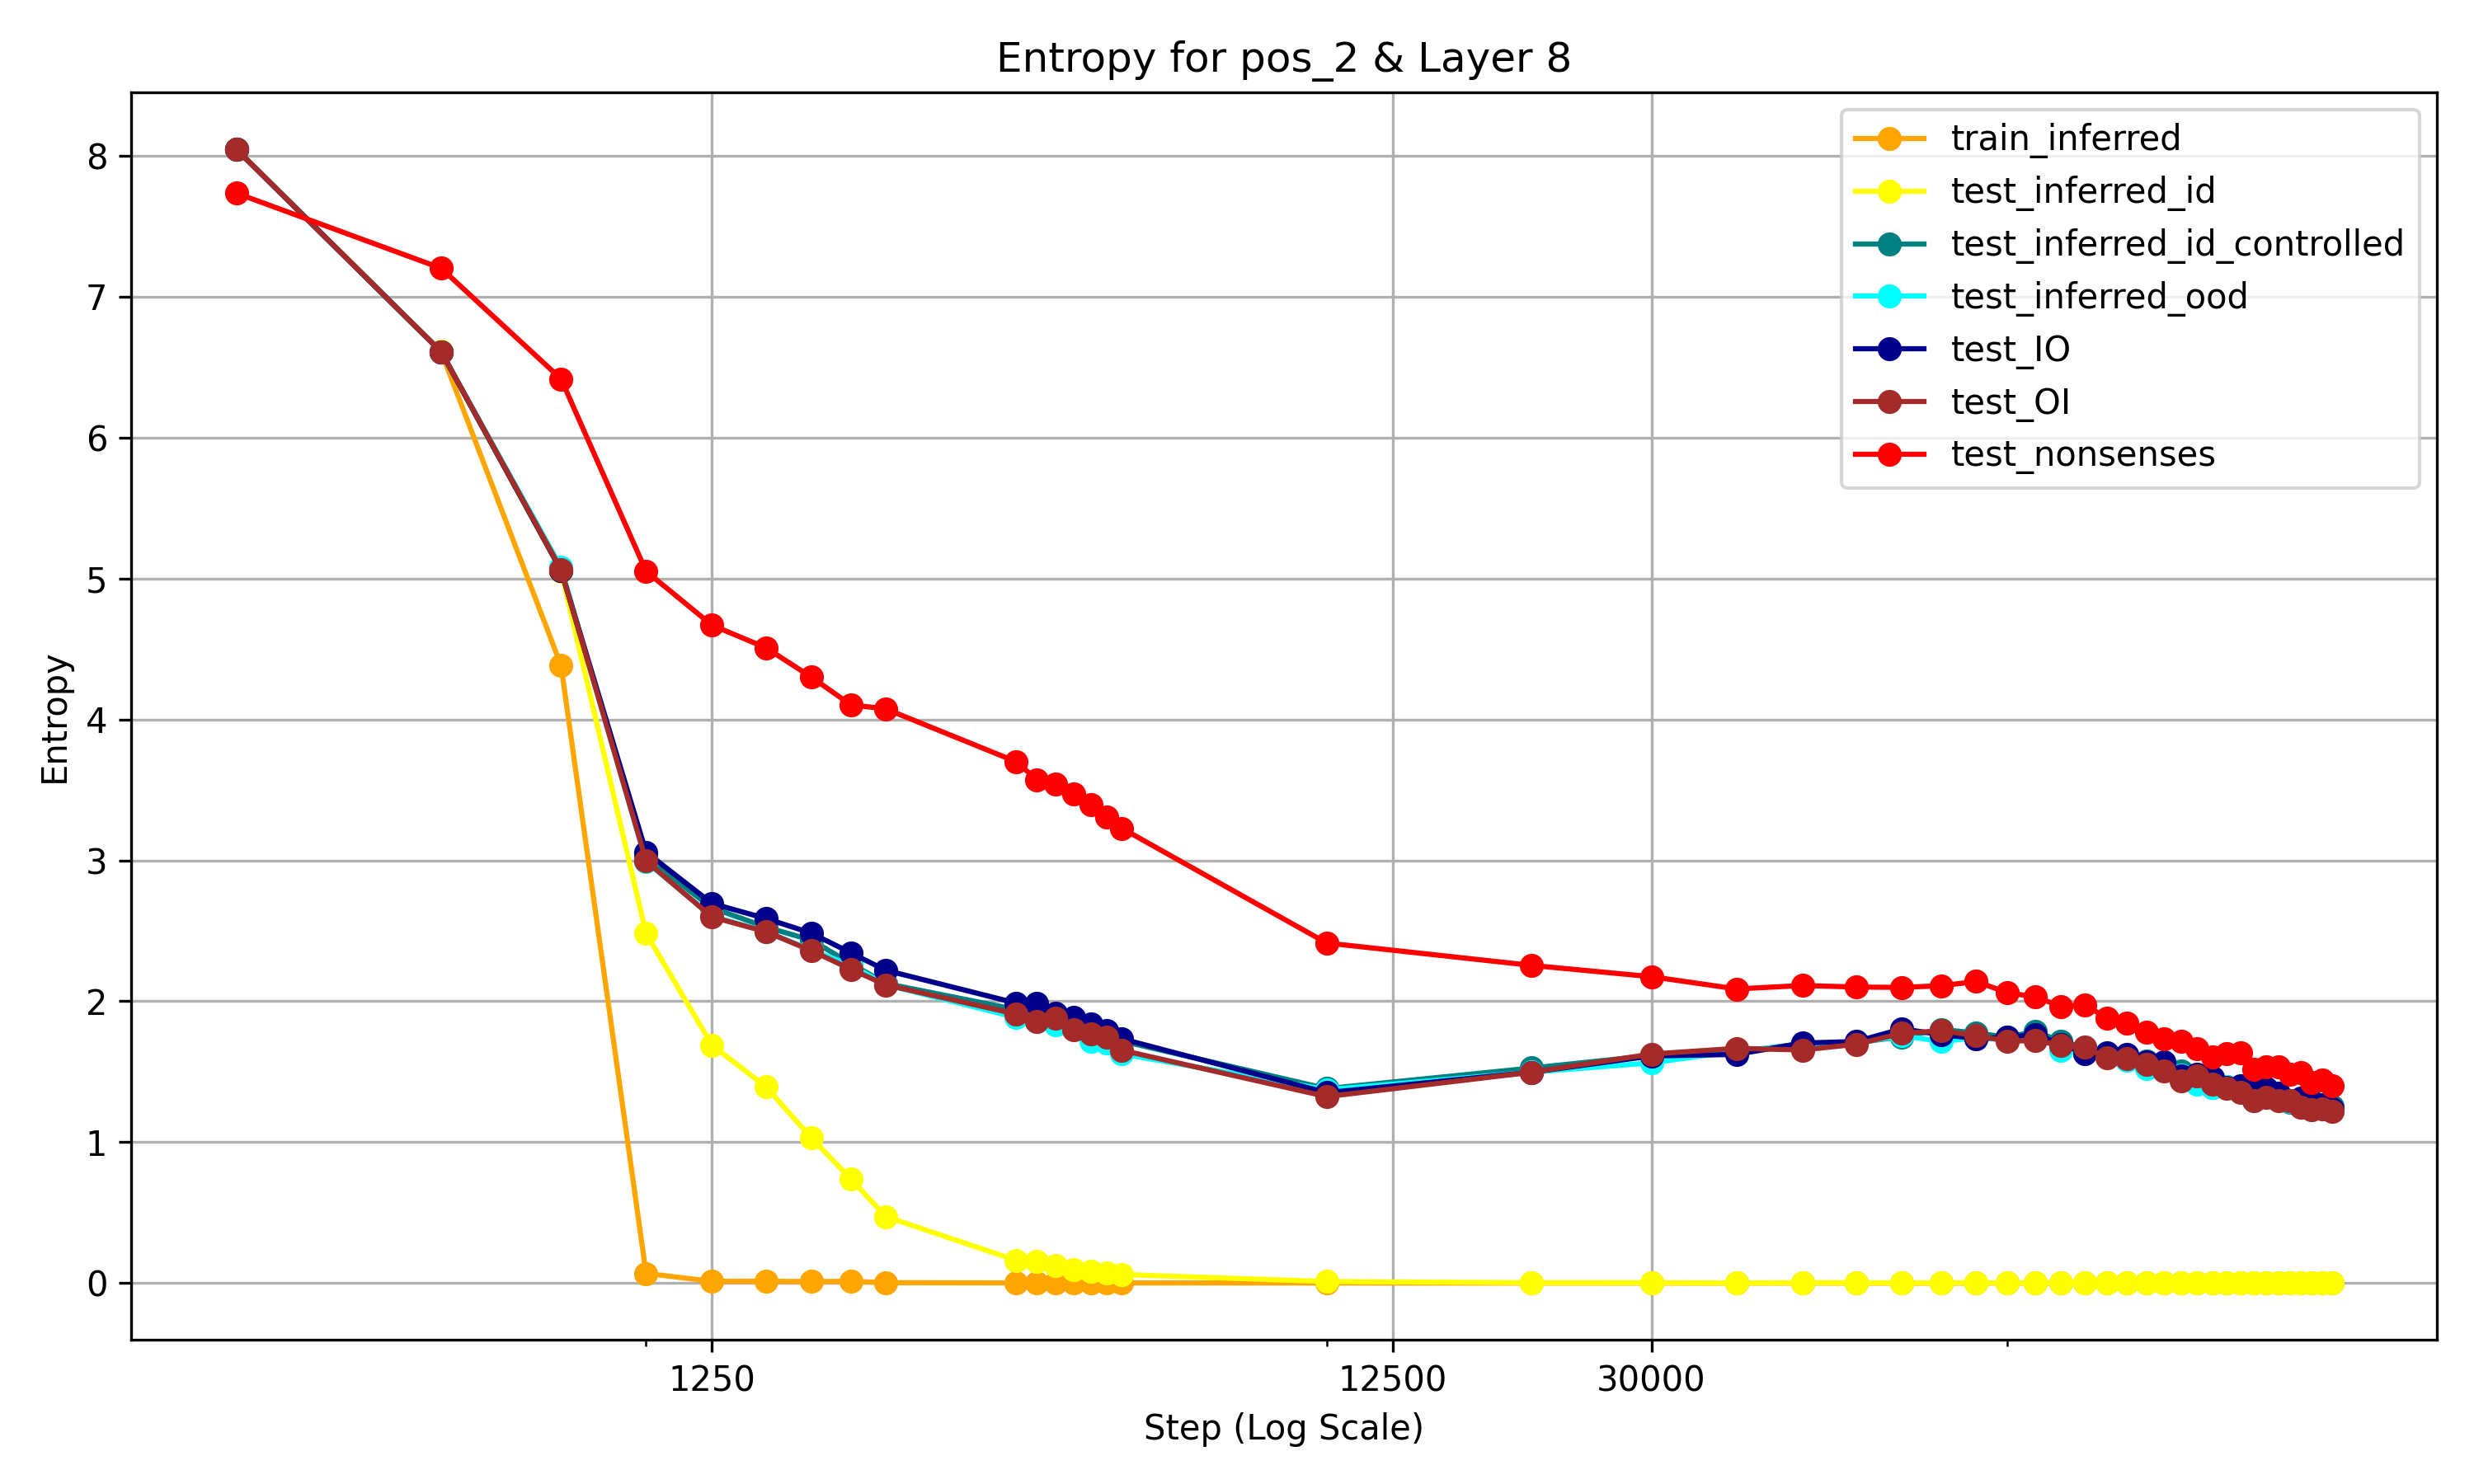 Entropy for pos_2 & Layer 8
train_inferred
test_inferred_id
test_inferred_id_controlled
test_inferred_ood
test_IO
test_OI
test_nonsenses
8
7
6
5
4
3
2
1
0
Entropy
1250
12500
30000
Step (Log Scale)